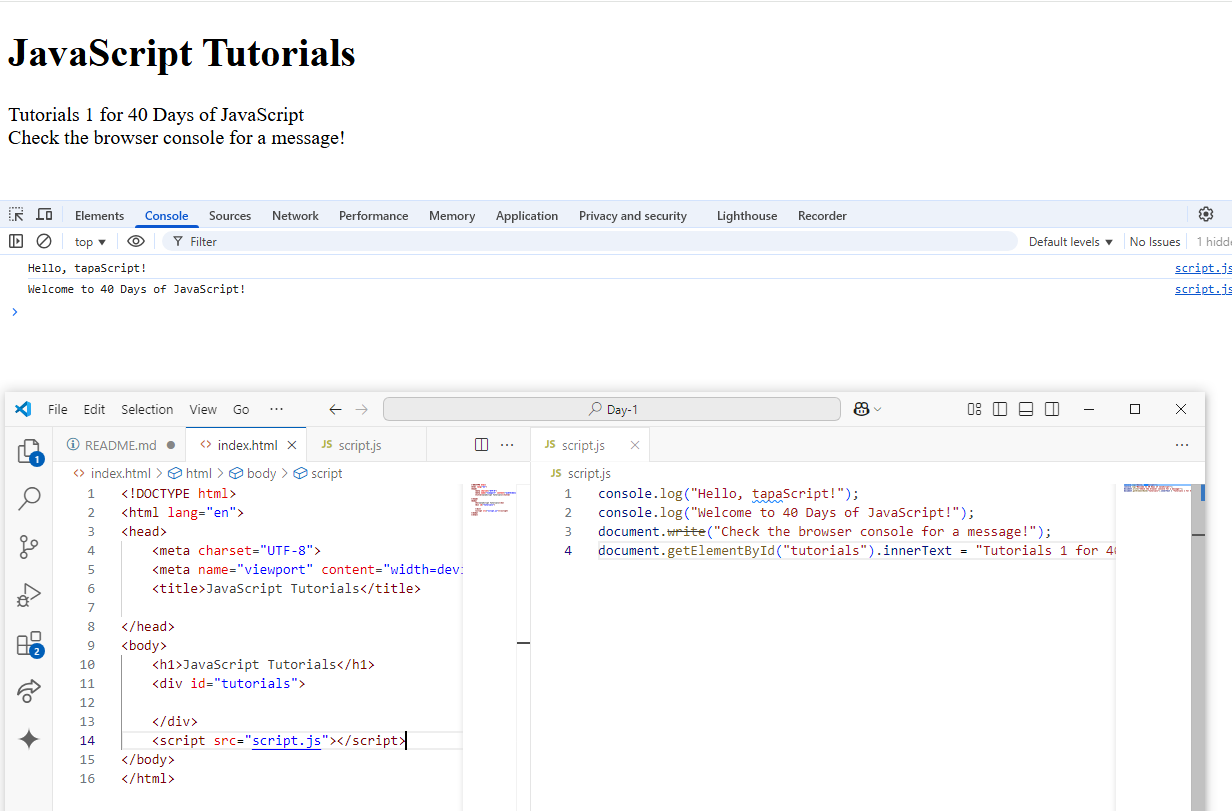 JavaScript Tutorials
Tutorials 1 for 40 Days of JavaScript
Check the browser console for a message!
Elements Console Sources Network Performance Memory Application Privacy and security Lighthouse Recorder
top Filter Default levels No Issues 1 hidd
Hello, tapaScript! script.js
Welcome to 40 Days of JavaScript! script.js
File Edit Selection View Go ··· Day-1
1 README.md index.html JS script.js ··· JS script.js ···
index.html > html > body > script
JS script.js
1 <!DOCTYPE html>
2 <html lang="en">
3 <head>
4 <meta charset="UTF-8">
5 <meta name="viewport" content="width=devi
6 <title>JavaScript Tutorials</title>
7
8 </head>
9 <body>
10 <h1>JavaScript Tutorials</h1>
11 <div id="tutorials">
12
13 </div>
14 <script src="script.js"></script>
15 </body>
16 </html>
2
1 console.log("Hello, tapaScript!");
2 console.log("Welcome to 40 Days of JavaScript!");
3 document.write("Check the browser console for a message!");
4 document.getElementById("tutorials").innerText = "Tutorials 1 for 40